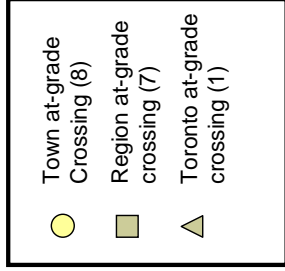 Town at-grade
Crossing (8)
Region at-grade
crossing (7)
Toronto at-grade
crossing (1)